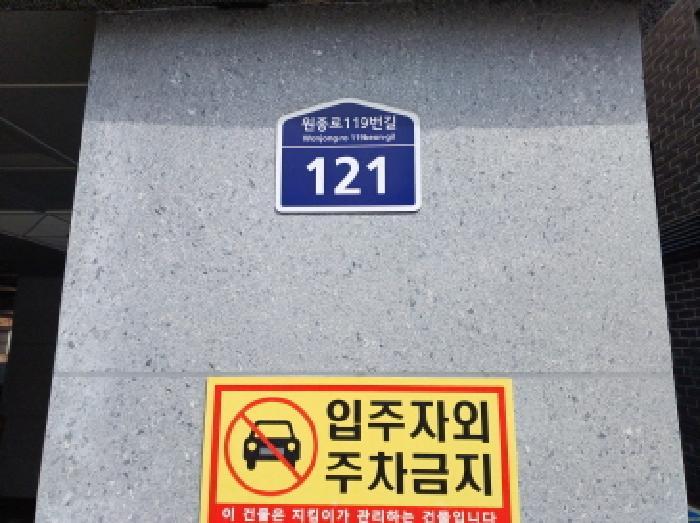 원종로119번길
Wonjong-ro 119beon-gil
121
입주자외
주차금지
이 건물은 지킴이가 관리하는 건물입니다